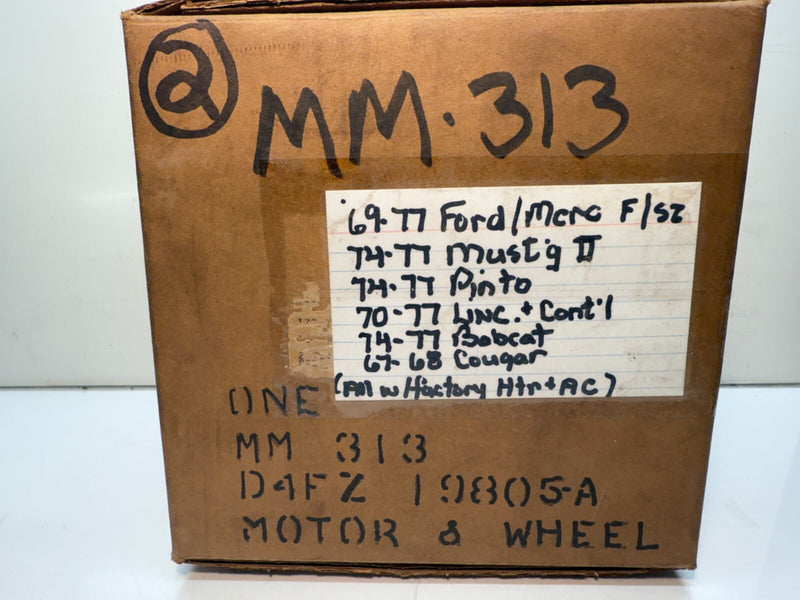 2
MM.313
'69-77 Ford/Merc F/SZ
74-77 Must'g II
74-77 Pinto
70-77 Linc. + Cont'l
74-77 Bobcat
67-68 Cougar
(All w/factory Htr + AC)
ONE
MM 313
D4FZ 19805-A
MOTOR & WHEEL